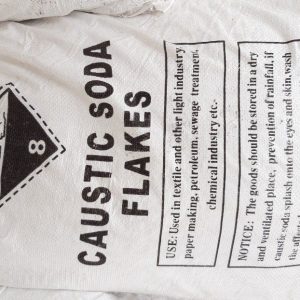 8
CAUSTIC SODA
FLAKES
USE: Used in textile and other light industry
paper making, petroleum, sewage treatment,
chemical industry etc.
NOTICE: The goods should be stored in a dry
and ventilated place, prevention of rainfall, if
caustic soda splash onto the eyes and skin, wash
the